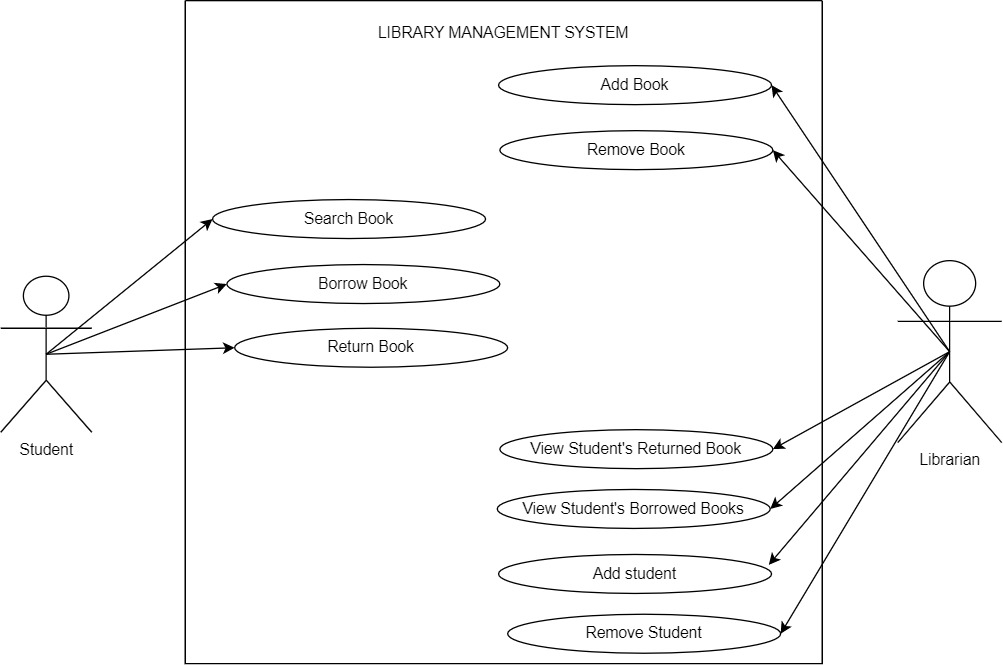 LIBRARY MANAGEMENT SYSTEM
Add Book
Remove Book
Search Book
Borrow Book
Return Book
Student
View Student's Returned Book
Librarian
View Student's Borrowed Books
Add student
Remove Student